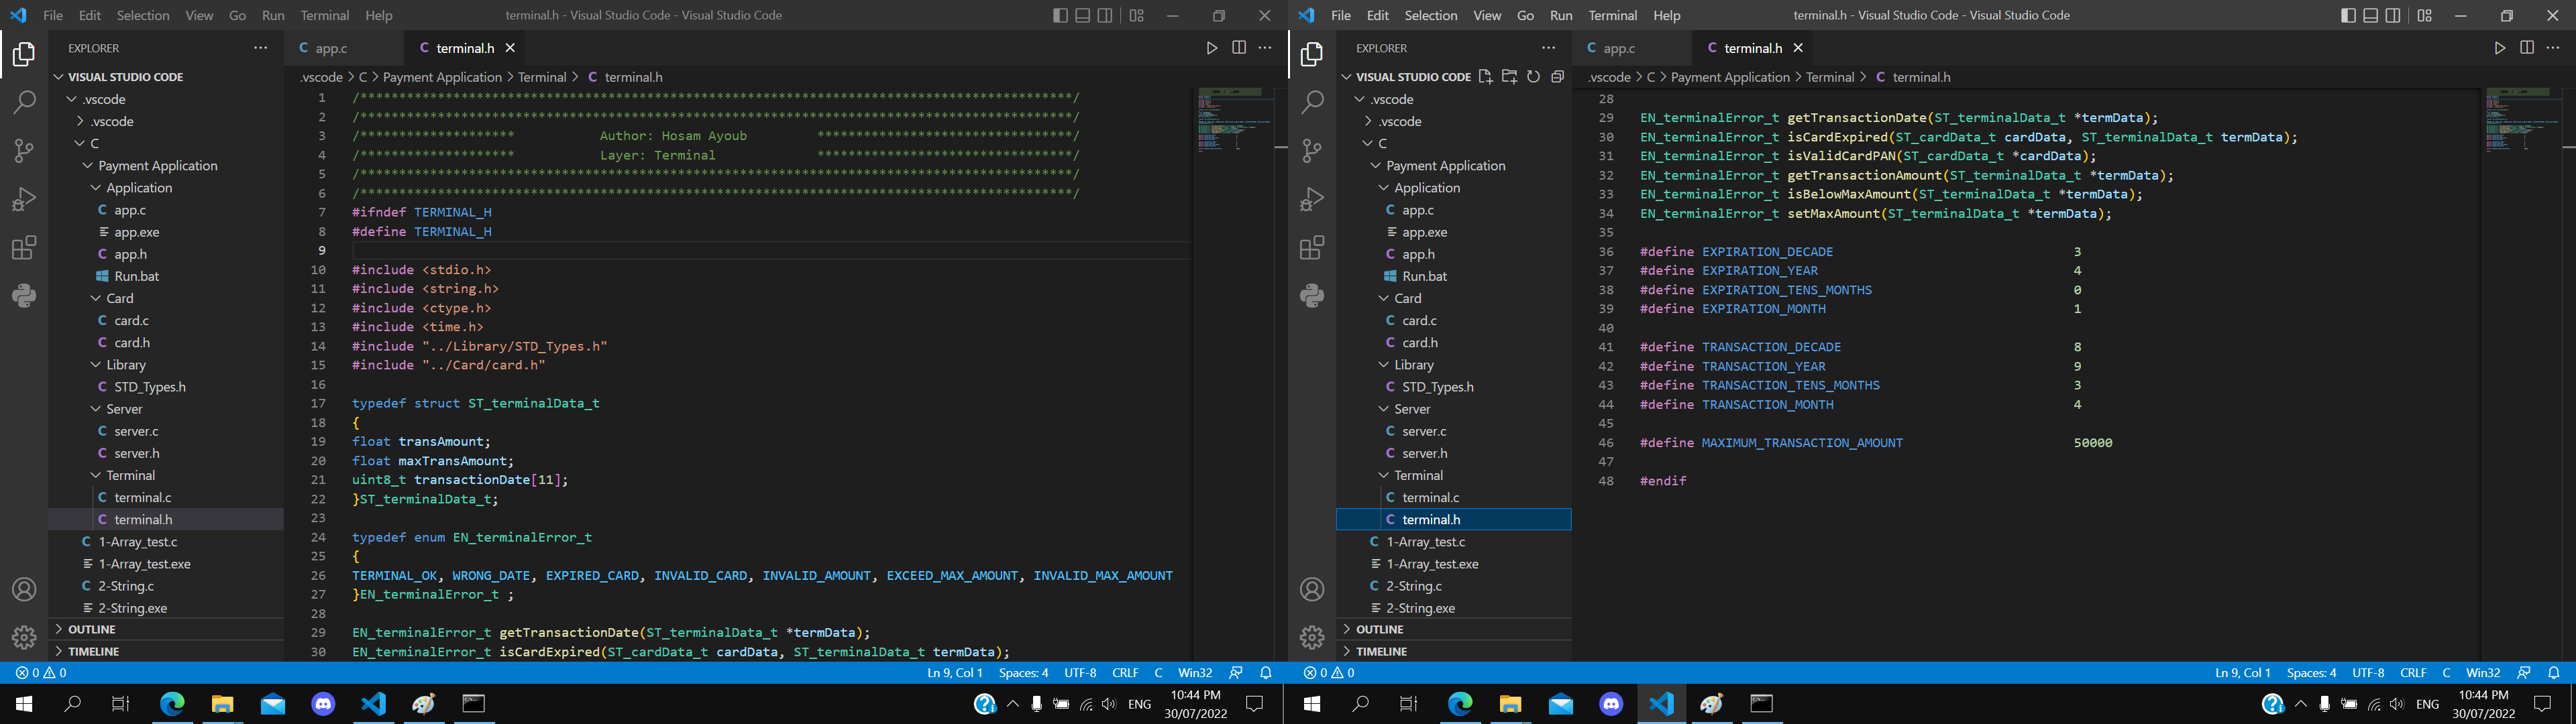 File Edit Selection View Go Run Terminal Help
terminal.h - Visual Studio Code - Visual Studio Code
EXPLORER
VISUAL STUDIO CODE
.vscode
.vscode
C
Payment Application
Application
app.c
app.exe
app.h
Run.bat
Card
card.c
card.h
Library
STD_Types.h
Server
server.c
server.h
Terminal
terminal.c
terminal.h
1-Array_test.c
1-Array_test.exe
2-String.c
2-String.exe
OUTLINE
TIMELINE
app.c
terminal.h
.vscode > C > Payment Application > Terminal > C terminal.h
1
2
3 /******************** Author: Hosam Ayoub
4 /******************** Layer: Terminal
5
6
7 #ifndef TERMINAL_H
8 #define TERMINAL_H
9
10 #include <stdio.h>
11 #include <string.h>
12 #include <ctype.h>
13 #include <time.h>
14 #include "../Library/STD_Types.h"
15 #include "../Card/card.h"
16
17 typedef struct ST_terminalData_t
18 {
19 float transAmount;
20 float maxTransAmount;
21 uint8_t transactionDate[11];
22 }ST_terminalData_t;
23
24 typedef enum EN_terminalError_t
25 {
26 TERMINAL_OK, WRONG_DATE, EXPIRED_CARD, INVALID_CARD, INVALID_AMOUNT, EXCEED_MAX_AMOUNT, INVALID_MAX_AMOUNT
27 }EN_terminalError_t ;
28
29 EN_terminalError_t getTransactionDate(ST_terminalData_t *termData);
30 EN_terminalError_t isCardExpired(ST_cardData_t cardData, ST_terminalData_t termData);
0 0
Ln 9, Col 1 Spaces: 4 UTF-8 CRLF C Win32
ENG
10:44 PM
30/07/2022
File Edit Selection View Go Run Terminal Help
terminal.h - Visual Studio Code - Visual Studio Code
EXPLORER
VISUAL STUDIO CODE
.vscode
.vscode
C
Payment Application
Application
app.c
app.exe
app.h
Run.bat
Card
card.c
card.h
Library
STD_Types.h
Server
server.c
server.h
Terminal
terminal.c
terminal.h
1-Array_test.c
1-Array_test.exe
2-String.c
2-String.exe
OUTLINE
TIMELINE
app.c
terminal.h
.vscode > C > Payment Application > Terminal > C terminal.h
28
29 EN_terminalError_t getTransactionDate(ST_terminalData_t *termData);
30 EN_terminalError_t isCardExpired(ST_cardData_t cardData, ST_terminalData_t termData);
31 EN_terminalError_t isValidCardPAN(ST_cardData_t *cardData);
32 EN_terminalError_t getTransactionAmount(ST_terminalData_t *termData);
33 EN_terminalError_t isBelowMaxAmount(ST_terminalData_t *termData);
34 EN_terminalError_t setMaxAmount(ST_terminalData_t *termData);
35
36 #define EXPIRATION_DECADE 3
37 #define EXPIRATION_YEAR 4
38 #define EXPIRATION_TENS_MONTHS 0
39 #define EXPIRATION_MONTH 1
40
41 #define TRANSACTION_DECADE 8
42 #define TRANSACTION_YEAR 9
43 #define TRANSACTION_TENS_MONTHS 3
44 #define TRANSACTION_MONTH 4
45
46 #define MAXIMUM_TRANSACTION_AMOUNT 50000
47
48 #endif
0 0
Ln 9, Col 1 Spaces: 4 UTF-8 CRLF C Win32
ENG
10:44 PM
30/07/2022